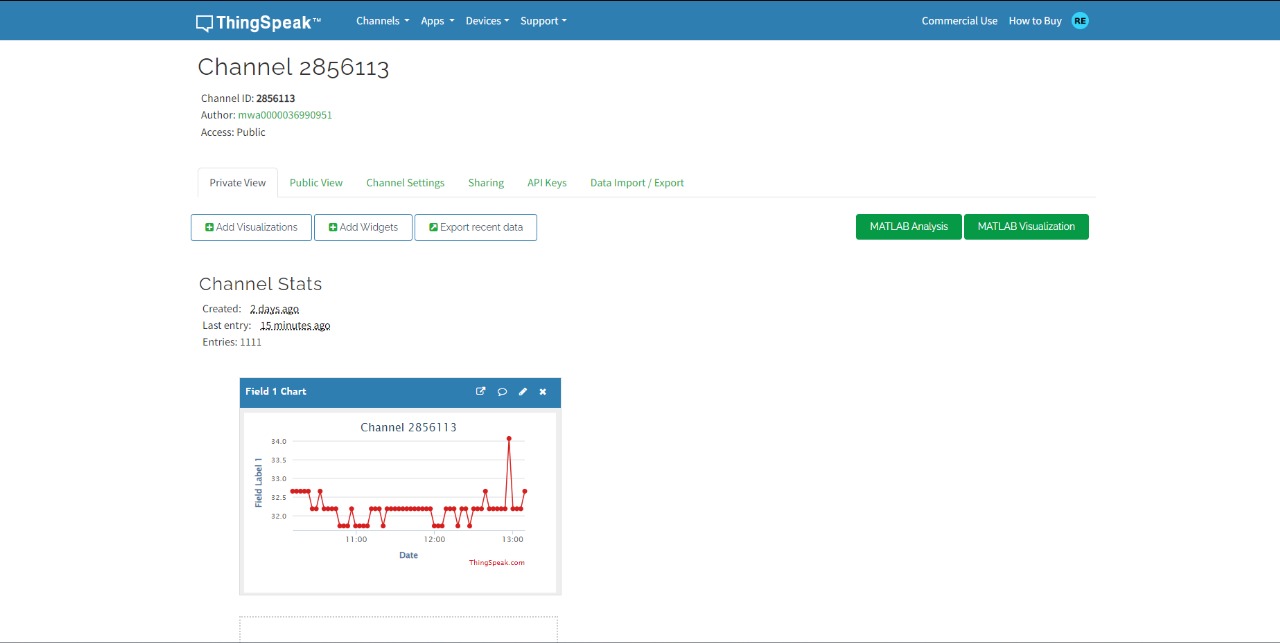 ThingSpeak™ Channels Apps Devices Support Commercial Use How to Buy RE
Channel 2856113
Channel ID: 2856113
Author: mwa0000036990951
Access: Public
Private View Public View Channel Settings Sharing API Keys Data Import / Export
Add Visualizations Add Widgets Export recent data MATLAB Analysis MATLAB Visualization
Channel Stats
Created: 2 days ago
Last entry: 15 minutes ago
Entries: 1111
Field 1 Chart
Channel 2856113
Field Label 1
34.0
33.5
33.0
32.5
32.0
11:00 12:00 13:00
Date
ThingSpeak.com